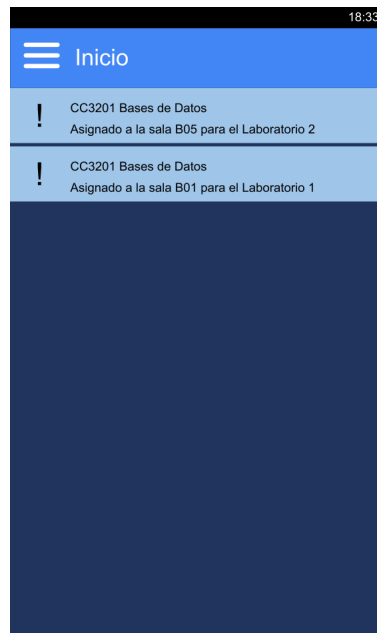 18:33
Inicio
!
CC3201 Bases de Datos
Asignado a la sala B05 para el Laboratorio 2
!
CC3201 Bases de Datos
Asignado a la sala B01 para el Laboratorio 1